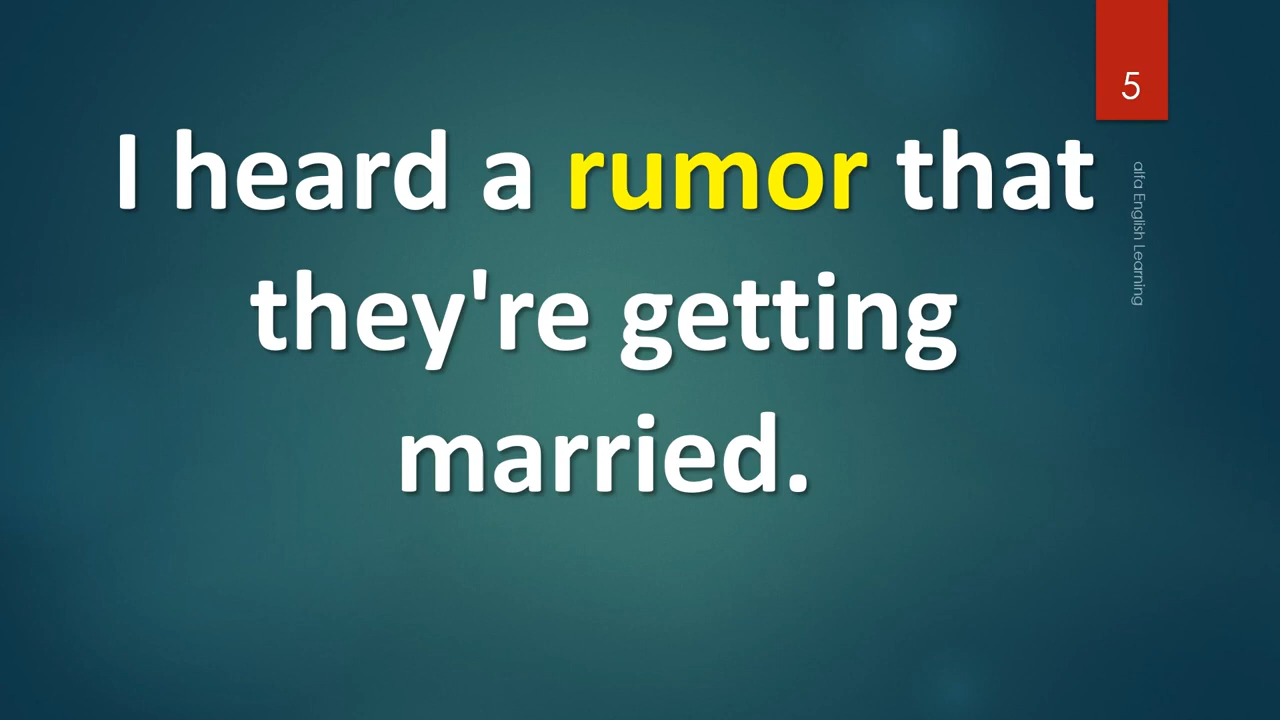 5
I heard a rumor that
they're getting
married.
alfa English Learning